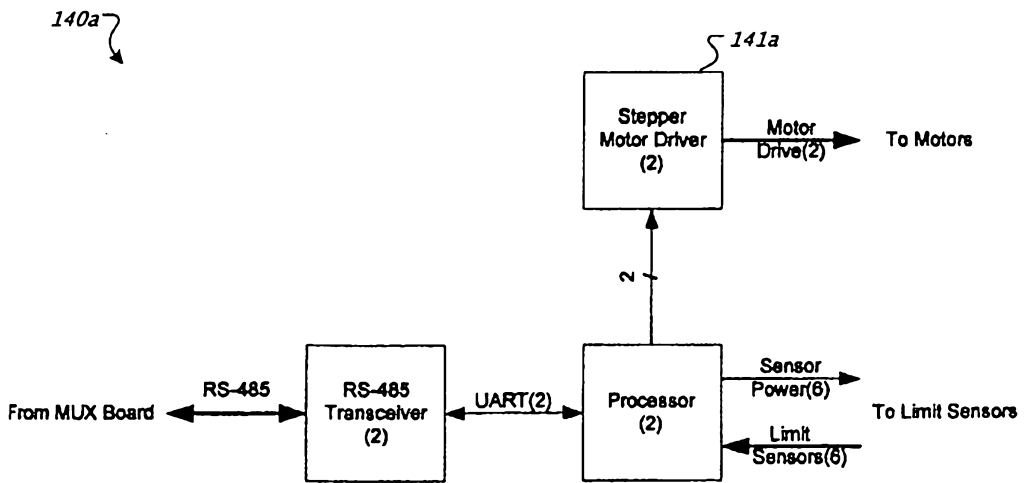 140a
141a
Stepper
Motor Driver
(2)
Motor
Drive(2)
To Motors
2
From MUX Board
RS-485
RS-485
Transceiver
(2)
UART(2)
Processor
(2)
Sensor
Power(6)
To Limit Sensors
Limit
Sensors(6)